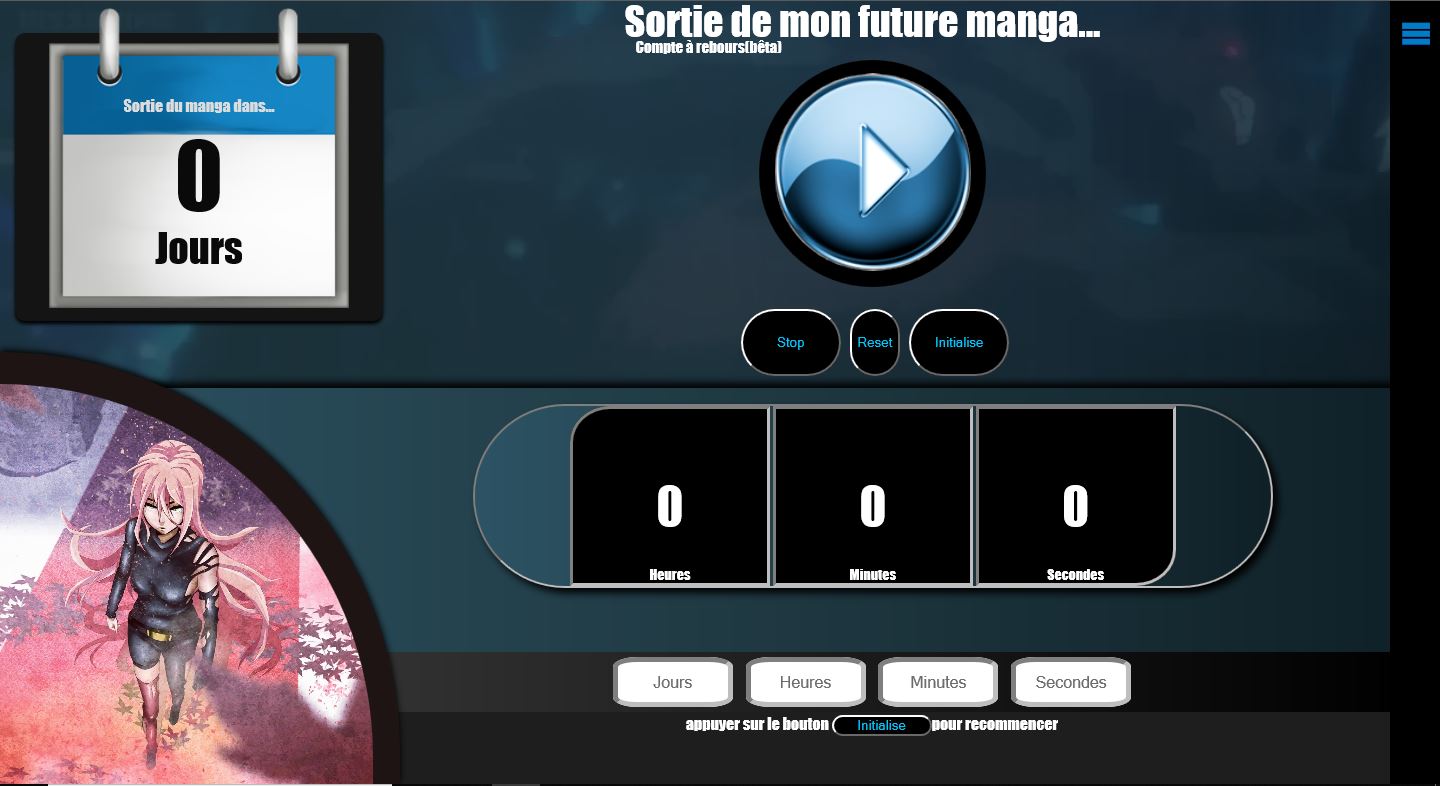 Sortie de mon future manga...
Compte à rebours(bêta)
Sortie du manga dans...
0
Jours
Stop
Reset
Initialise
0
0
0
Heures
Minutes
Secondes
Jours
Heures
Minutes
Secondes
appuyer sur le bouton Initialise pour recommencer